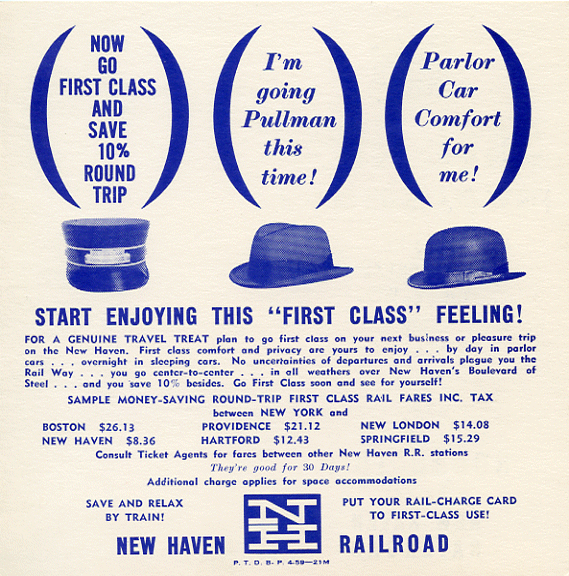 NOW
GO
FIRST CLASS
AND
SAVE
10%
ROUND
TRIP
I'm
going
Pullman
this
time!
Parlor
Car
Comfort
for
me!
START ENJOYING THIS "FIRST CLASS" FEELING!
FOR A GENUINE TRAVEL TREAT plan to go first class on your next business or pleasure trip
on the New Haven. First class comfort and privacy are yours to enjoy . . . by day in parlor
cars . . . overnight in sleeping cars. No uncertainties of departures and arrivals plague you the
Rail Way . . . you go center-to-center . . . in all weathers over New Haven's Boulevard of
Steel . . . and you save 10% besides. Go First Class soon and see for yourself!
SAMPLE MONEY-SAVING ROUND-TRIP FIRST CLASS RAIL FARES INC. TAX
between NEW YORK and
BOSTON $26.13 PROVIDENCE $21.12 NEW LONDON $14.08
NEW HAVEN $8.36 HARTFORD $12.43 SPRINGFIELD $15.29
Consult Ticket Agents for fares between other New Haven R.R. stations
They're good for 30 Days!
Additional charge applies for space accommodations
SAVE AND RELAX
BY TRAIN!
NH
PUT YOUR RAIL-CHARGE CARD
TO FIRST-CLASS USE!
NEW HAVEN RAILROAD
P. T. D. B- P. 4-59—21M